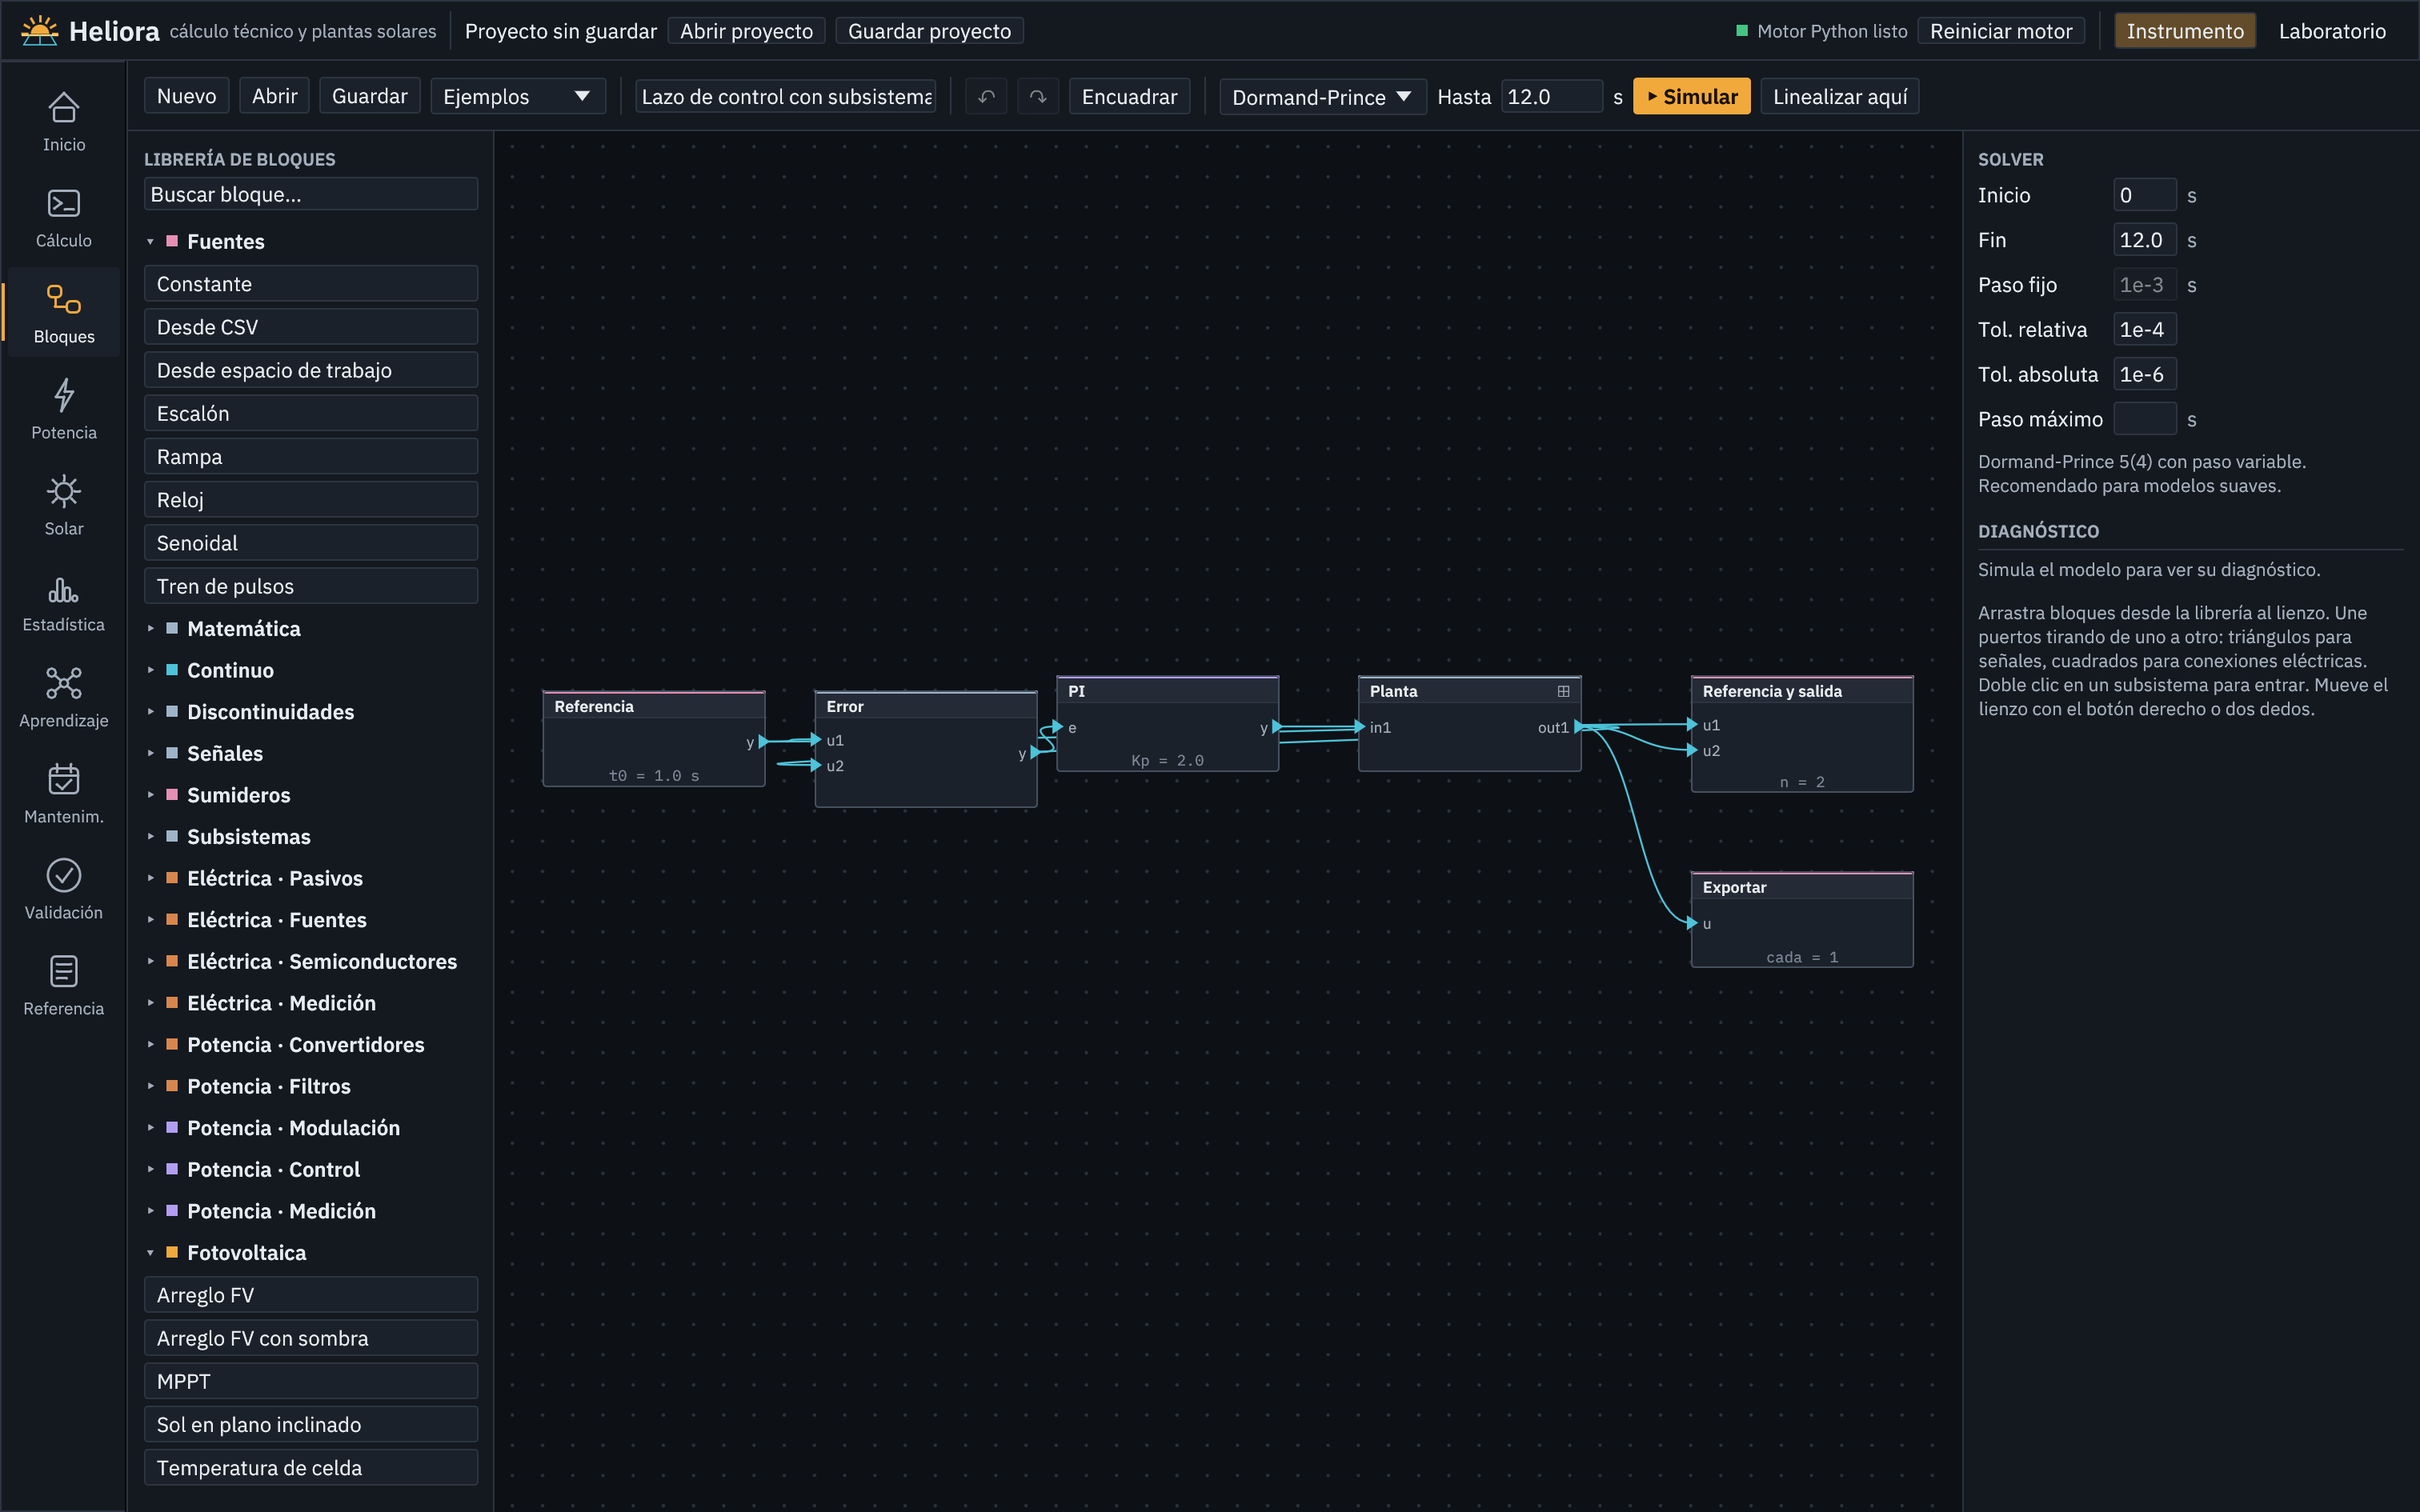 Heliora cálculo técnico y plantas solares Proyecto sin guardar Abrir proyecto Guardar proyecto Motor Python listo Reiniciar motor Instrumento Laboratorio
Nuevo Abrir Guardar Ejemplos Lazo de control con subsistema Encuadrar Dormand-Prince Hasta 12.0 s Simular Linealizar aquí
Inicio
Cálculo
Bloques
Potencia
Solar
Estadística
Aprendizaje
Mantenim.
Validación
Referencia
LIBRERÍA DE BLOQUES
Buscar bloque...
Fuentes
Constante
Desde CSV
Desde espacio de trabajo
Escalón
Rampa
Reloj
Senoidal
Tren de pulsos
Matemática
Continuo
Discontinuidades
Señales
Sumideros
Subsistemas
Eléctrica · Pasivos
Eléctrica · Fuentes
Eléctrica · Semiconductores
Eléctrica · Medición
Potencia · Convertidores
Potencia · Filtros
Potencia · Modulación
Potencia · Control
Potencia · Medición
Fotovoltaica
Arreglo FV
Arreglo FV con sombra
MPPT
Sol en plano inclinado
Temperatura de celda
Referencia
y
t0 = 1.0 s
Error
u1
u2
y
PI
e
y
Kp = 2.0
Planta
in1
out1
Referencia y salida
u1
u2
n = 2
Exportar
u
cada = 1
SOLVER
Inicio 0 s
Fin 12.0 s
Paso fijo 1e-3 s
Tol. relativa 1e-4
Tol. absoluta 1e-6
Paso máximo s
Dormand-Prince 5(4) con paso variable.
Recomendado para modelos suaves.
DIAGNÓSTICO
Simula el modelo para ver su diagnóstico.
Arrastra bloques desde la librería al lienzo. Une
puertos tirando de uno a otro: triángulos para
señales, cuadrados para conexiones eléctricas.
Doble clic en un subsistema para entrar. Mueve el
lienzo con el botón derecho o dos dedos.